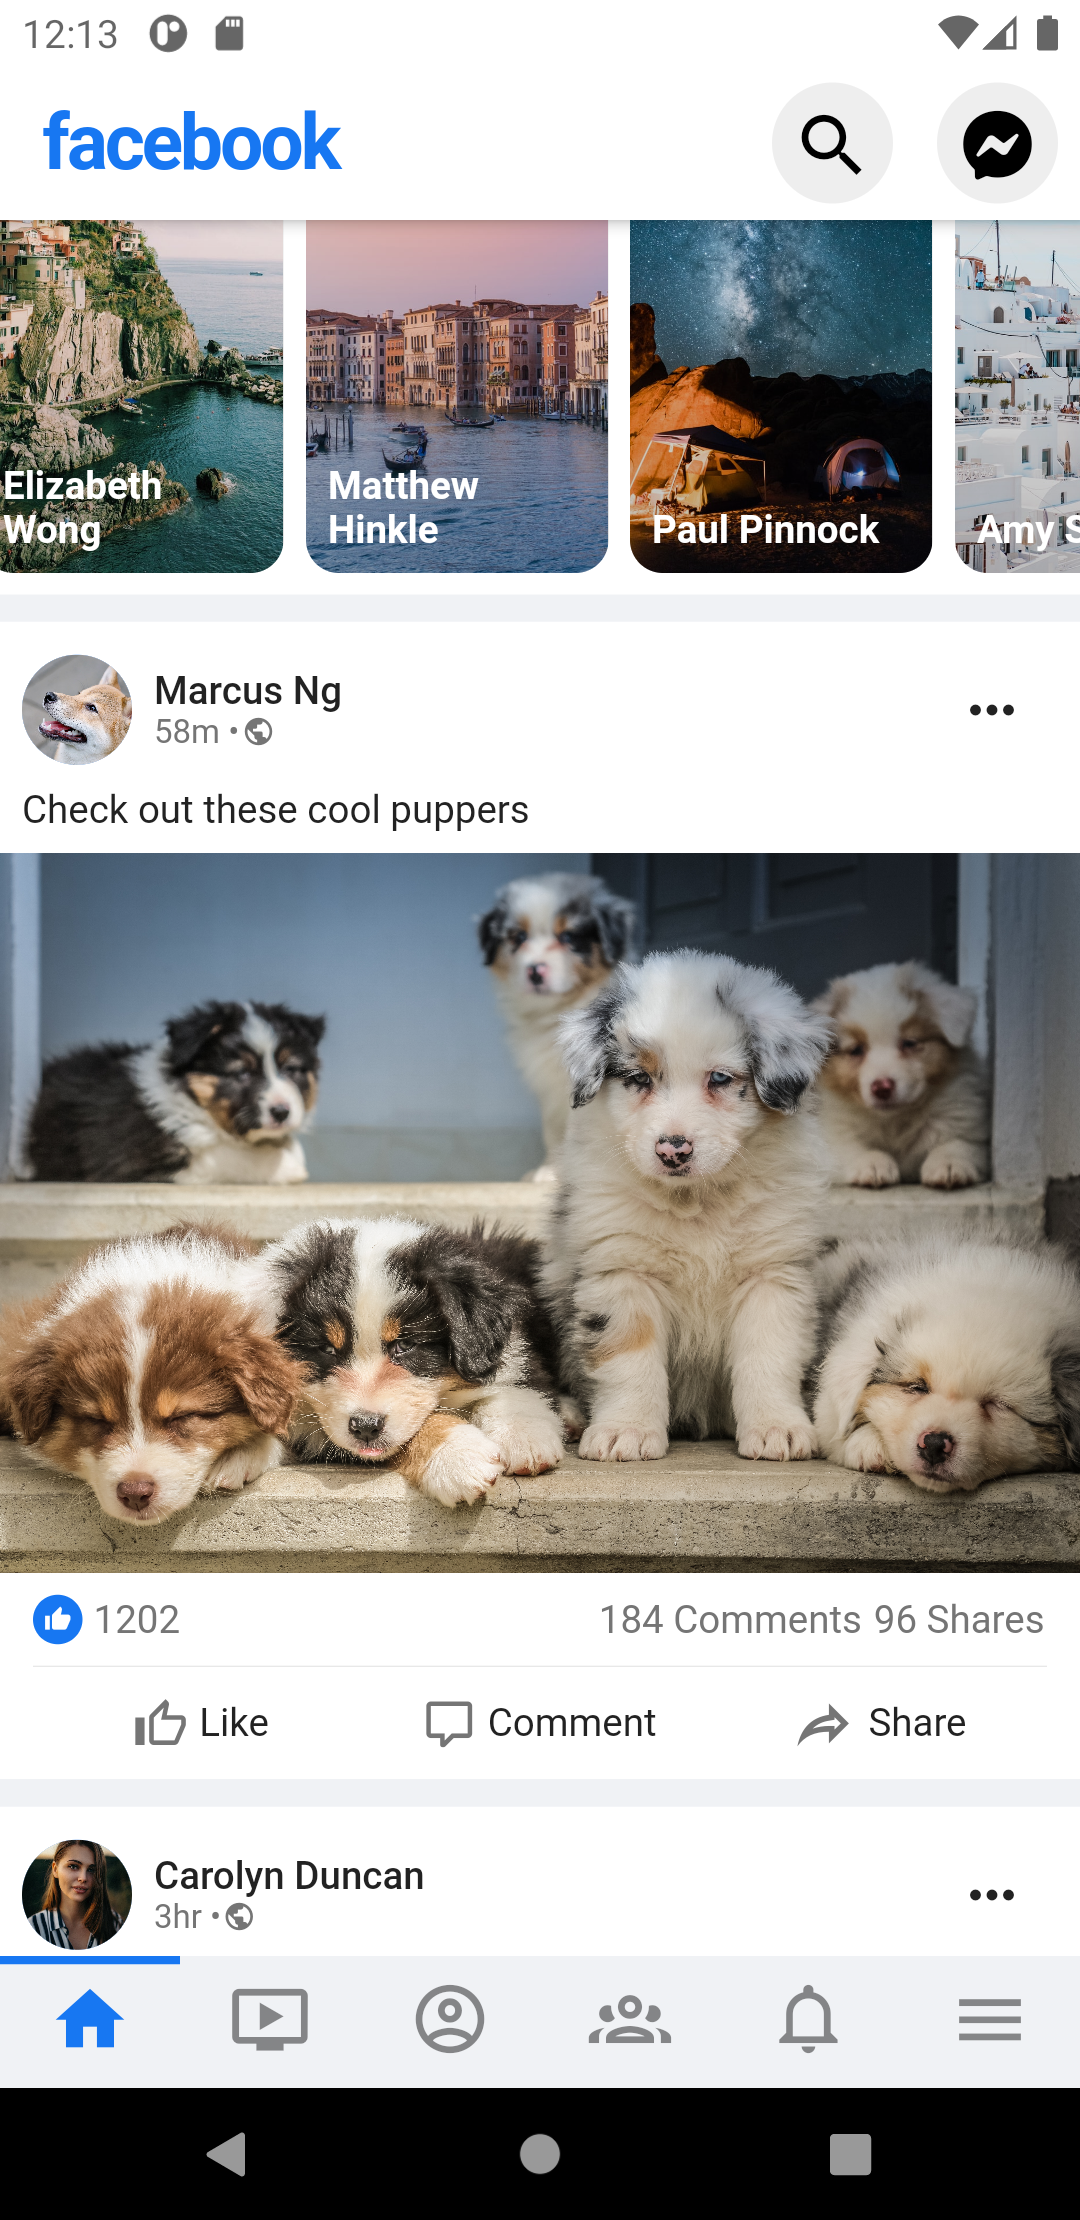 12:13
facebook
Elizabeth
Wong
Matthew
Hinkle
Paul Pinnock
Amy S
Marcus Ng
58m •
Check out these cool puppers
1202
184 Comments 96 Shares
Like
Comment
Share
Carolyn Duncan
3hr •